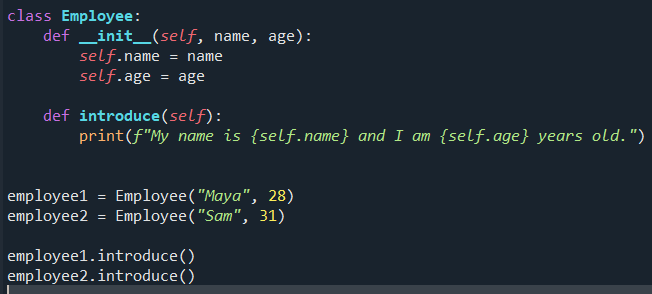 class Employee:
    def __init__(self, name, age):
        self.name = name
        self.age = age

    def introduce(self):
        print(f"My name is {self.name} and I am {self.age} years old.")


employee1 = Employee("Maya", 28)
employee2 = Employee("Sam", 31)

employee1.introduce()
employee2.introduce()